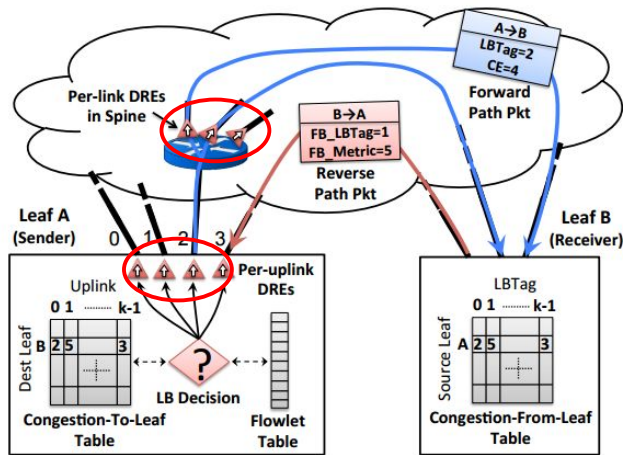 A→B
LBTag=2
CE=4
Forward
Path Pkt
Per-link DREs
in Spine
B→A
FB_LBTag=1
FB_Metric=5
Reverse
Path Pkt
Leaf A
(Sender)
0 1 2 3
Leaf B
(Receiver)
Per-uplink
DREs
Uplink
0 1 ......... k-1
Dest Leaf
B 2 5 3
?
LB Decision
Congestion-To-Leaf
Table
Flowlet
Table
LBTag
0 1 ......... k-1
Source Leaf
A 2 5 3
Congestion-From-Leaf
Table